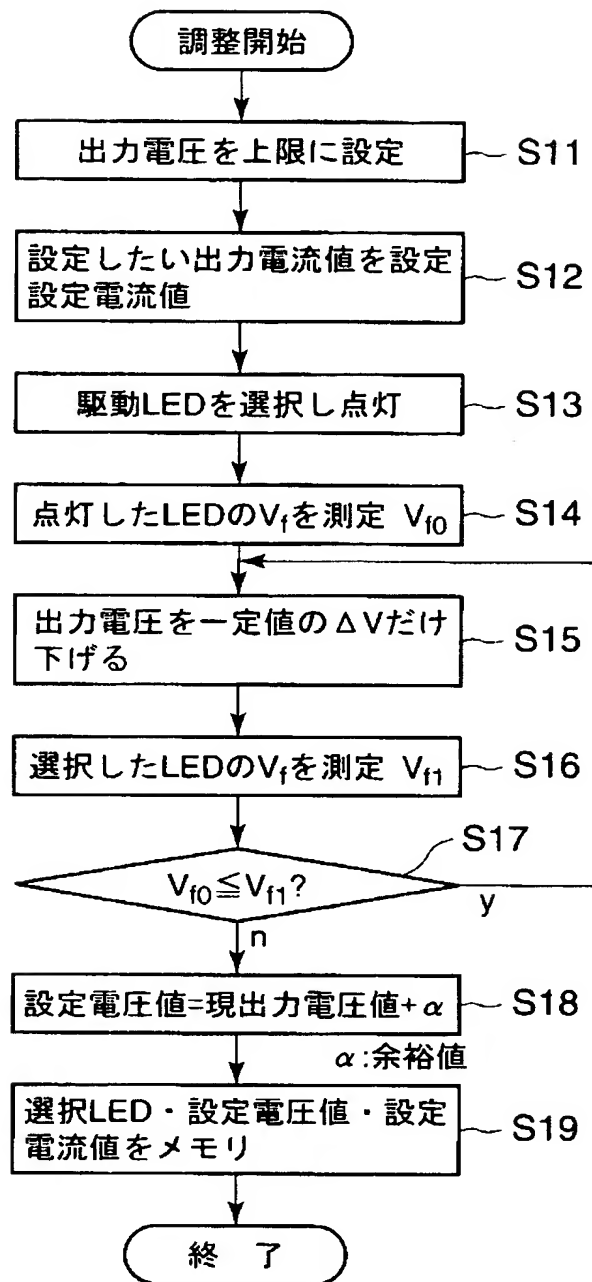 調整開始
出力電圧を上限に設定
S11
設定したい出力電流値を設定
設定電流値
S12
駆動LEDを選択し点灯
S13
点灯したLEDのVfを測定 Vf0
S14
出力電圧を一定値のΔVだけ
下げる
S15
選択したLEDのVfを測定 Vf1
S16
S17
Vf0≦Vf1?
y
n
設定電圧値=現出力電圧値+α
S18
α:余裕値
選択LED・設定電圧値・設定
電流値をメモリ
S19
終 了